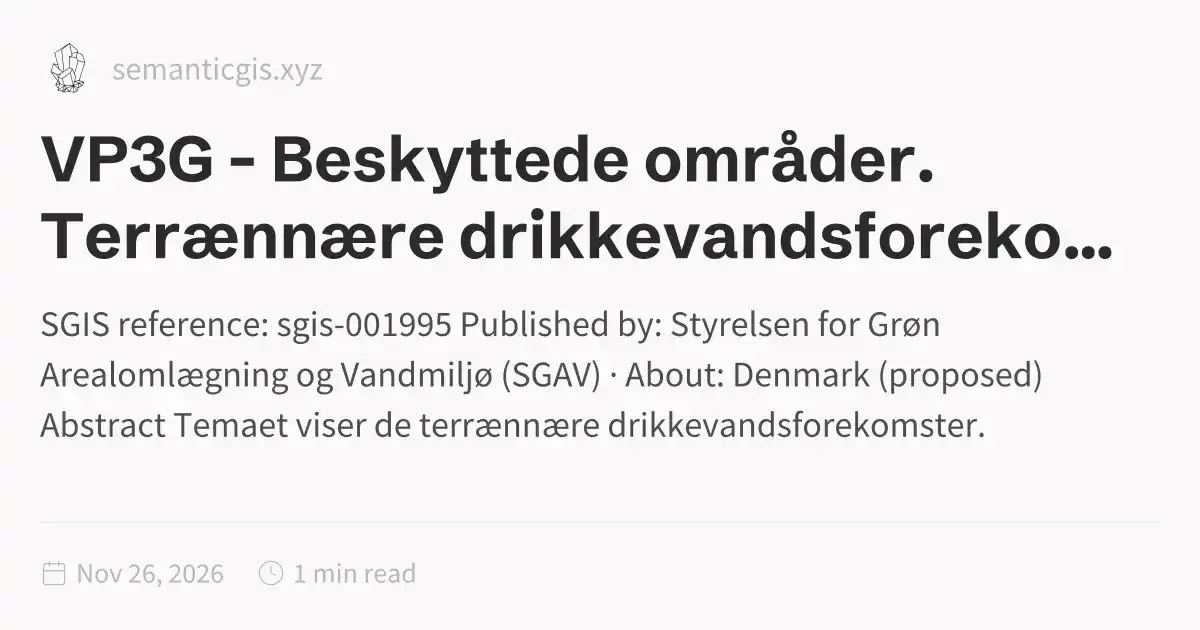 semanticgis.xyz
VP3G - Beskyttede områder.
Terrænnære drikkevandsforeko...
SGIS reference: sgis-001995 Published by: Styrelsen for Grøn
Arealomlægning og Vandmiljø (SGAV) · About: Denmark (proposed)
Abstract Temaet viser de terrænnære drikkevandsforekomster.
Nov 26, 2026 1 min read